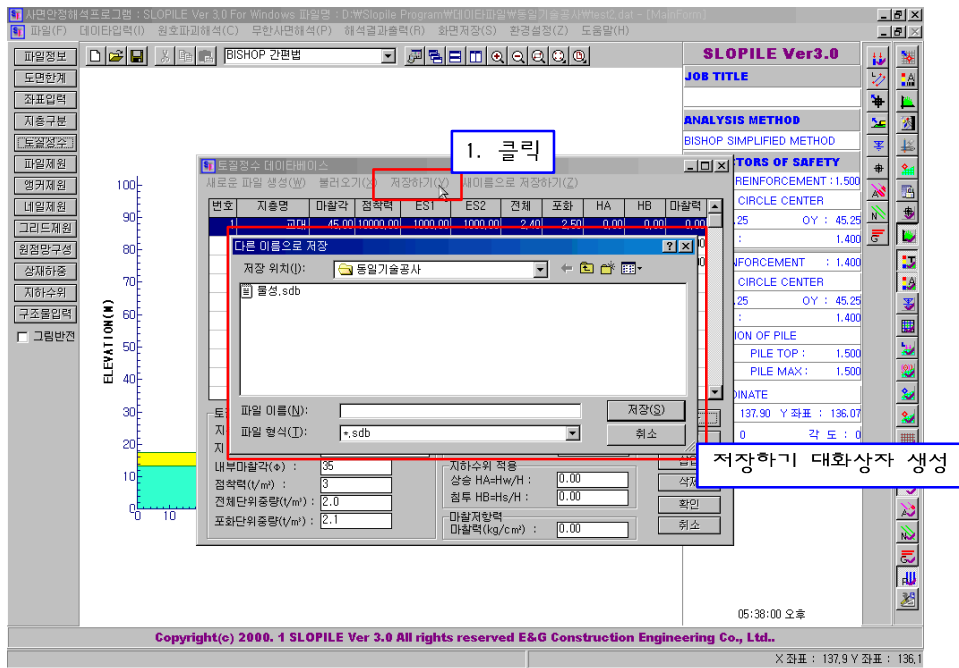 사면안정해석프로그램 : SLOPILE Ver 3,0 For Windows 파일명 : D:₩Slopile Program₩데이타파일₩동일기술공사₩test2,dat - [MainForm]
파일(F) 데이타입력(I) 원호파괴해석(C) 무한사면해석(P) 해석결과출력(R) 화면저장(S) 환경설정(Z) 도움말(H)
BISHOP 간편법
파일정보
도면한계
좌표입력
지층구분
토질정수
파일제원
앵커제원
네일제원
그리드제원
원점망구성
상재하중
지하수위
구조물입력
그림반전
ELEVATION(M)
100
90
80
70
60
50
40
30
20
10
0
10
1. 클릭
토질정수 데이타베이스
새로운 파일 생성(W) 불러오기(X) 저장하기(Y) 새이름으로 저장하기(Z)
번호 지층명 마찰각 점착력 ES1 ES2 전체 포화 HA HB 마찰력
1 교대 45,00 10000,00 1000,00 1000,00 2,40 2,50 0,00 0,00 0,00
다른 이름으로 저장
저장 위치(I): 동일기술공사
물성,sdb
파일 이름(N): 저장(S)
파일 형식(T): *,sdb 취소
내부마찰각(Φ) : 35
점착력(t/m²) : 3
전체단위중량(t/m³) : 2.0
포화단위중량(t/m³) : 2.1
지하수위 적용
상승 HA=Hw/H : 0.00
침투 HB=Hs/H : 0.00
마찰저항력
마찰력(kg/cm²) : 0.00
확인
취소
저장하기 대화상자 생성
SLOPILE Ver3.0
JOB TITLE
ANALYSIS METHOD
BISHOP SIMPLIFIED METHOD
TORS OF SAFETY
REINFORCEMENT : 1.500
CIRCLE CENTER
.25 OY : 45.25
: 1.400
NFORCEMENT : 1.400
CIRCLE CENTER
.25 OY : 45.25
: 1.400
ION OF PILE
PILE TOP : 1.500
PILE MAX : 1.500
DINATE
137.90 Y 좌표 : 136.07
0 각 도 : 0
05:38:00 오후
Copyright(c) 2000. 1 SLOPILE Ver 3.0 All rights reserved E&G Construction Engineering Co., Ltd..
X 좌표 : 137,9 Y 좌표 : 136,1